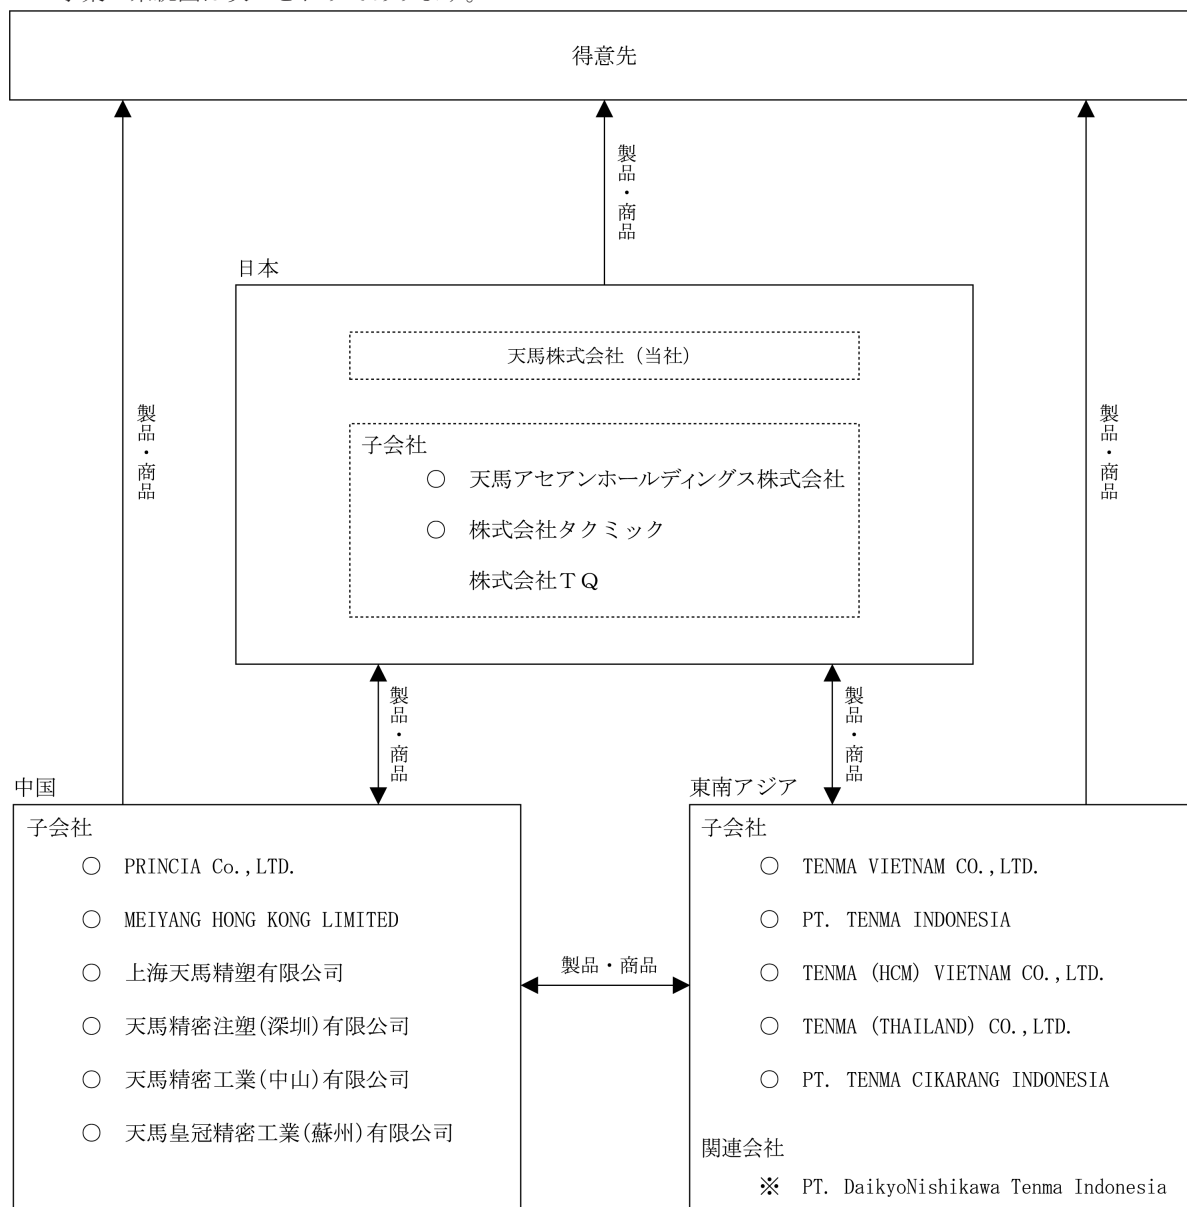 得意先
製品・商品
日本
天馬株式会社（当社）
製品・商品
子会社
○ 天馬アセアンホールディングス株式会社
○ 株式会社タクミック
株式会社ＴＱ
製品・商品
製品・商品
製品・商品
中国
子会社
○ PRINCIA Co.,LTD.
○ MEIYANG HONG KONG LIMITED
○ 上海天馬精塑有限公司
○ 天馬精密注塑(深圳)有限公司
○ 天馬精密工業(中山)有限公司
○ 天馬皇冠精密工業(蘇州)有限公司
製品・商品
東南アジア
子会社
○ TENMA VIETNAM CO.,LTD.
○ PT. TENMA INDONESIA
○ TENMA (HCM) VIETNAM CO.,LTD.
○ TENMA (THAILAND) CO.,LTD.
○ PT. TENMA CIKARANG INDONESIA
関連会社
※ PT. DaikyoNishikawa Tenma Indonesia